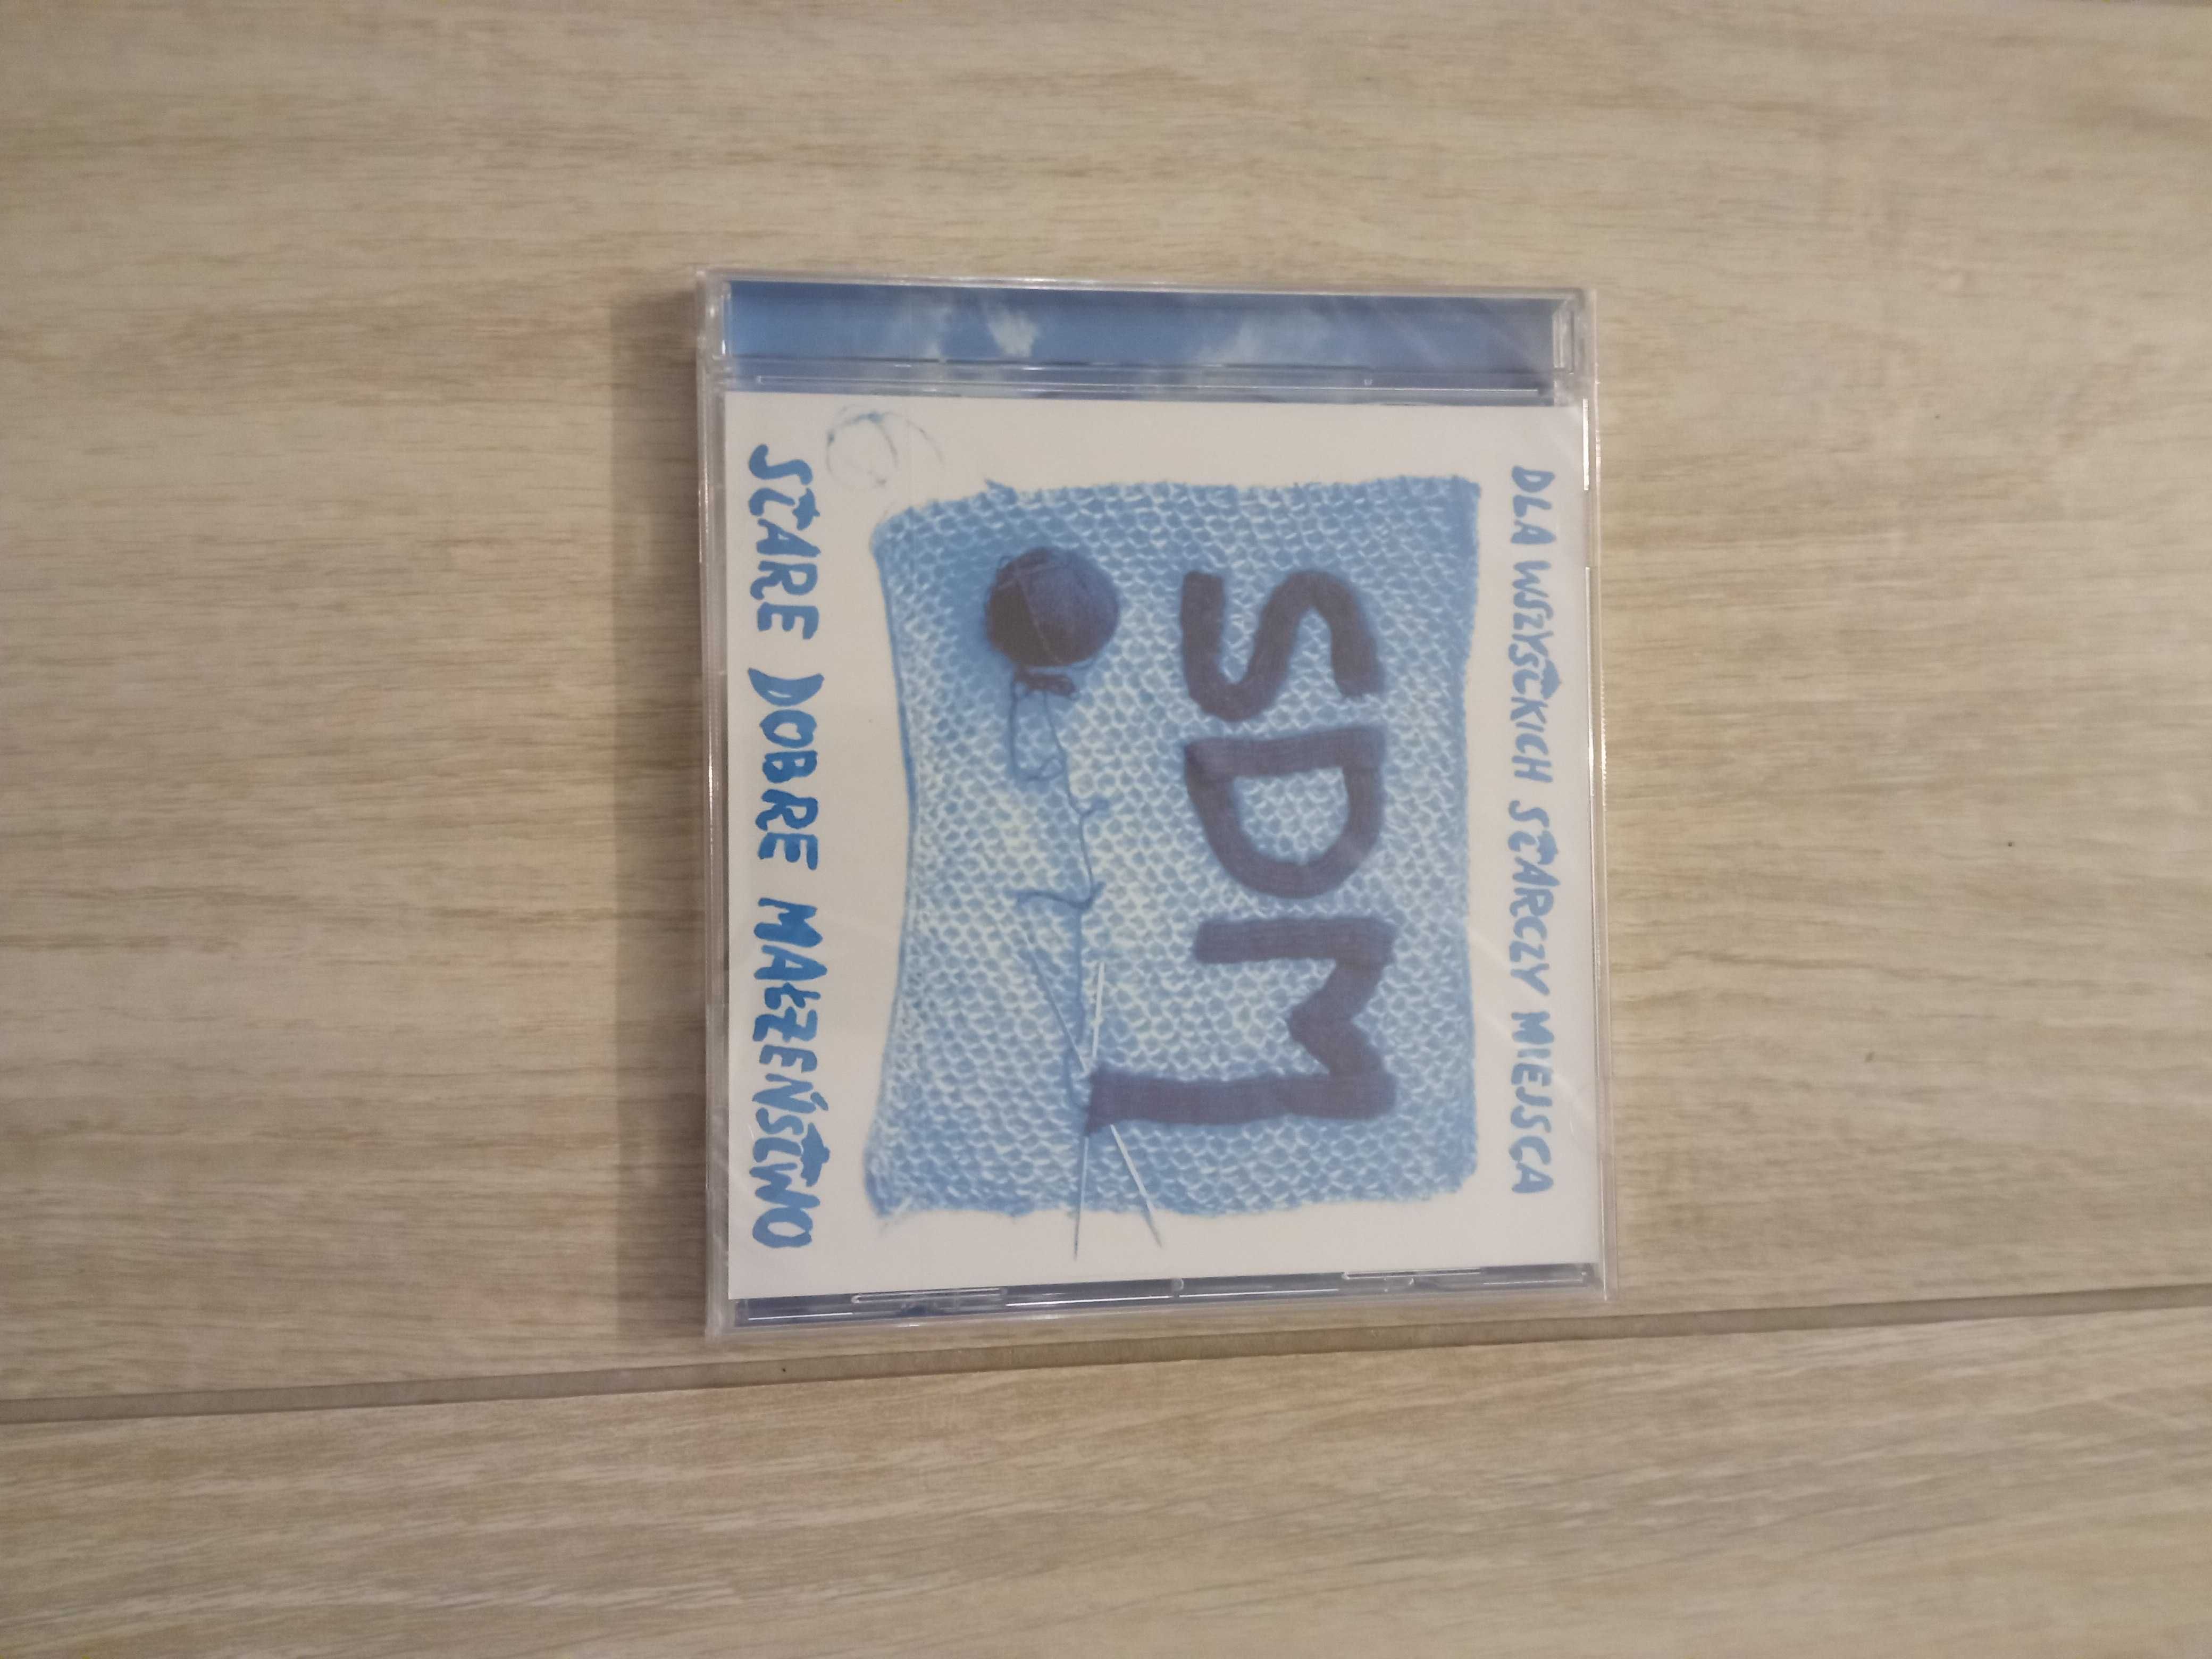 DLA WSZYSTKICH STARCZY MIEJSCA
SDM
STARE DOBRE MAŁŻEŃSTWO